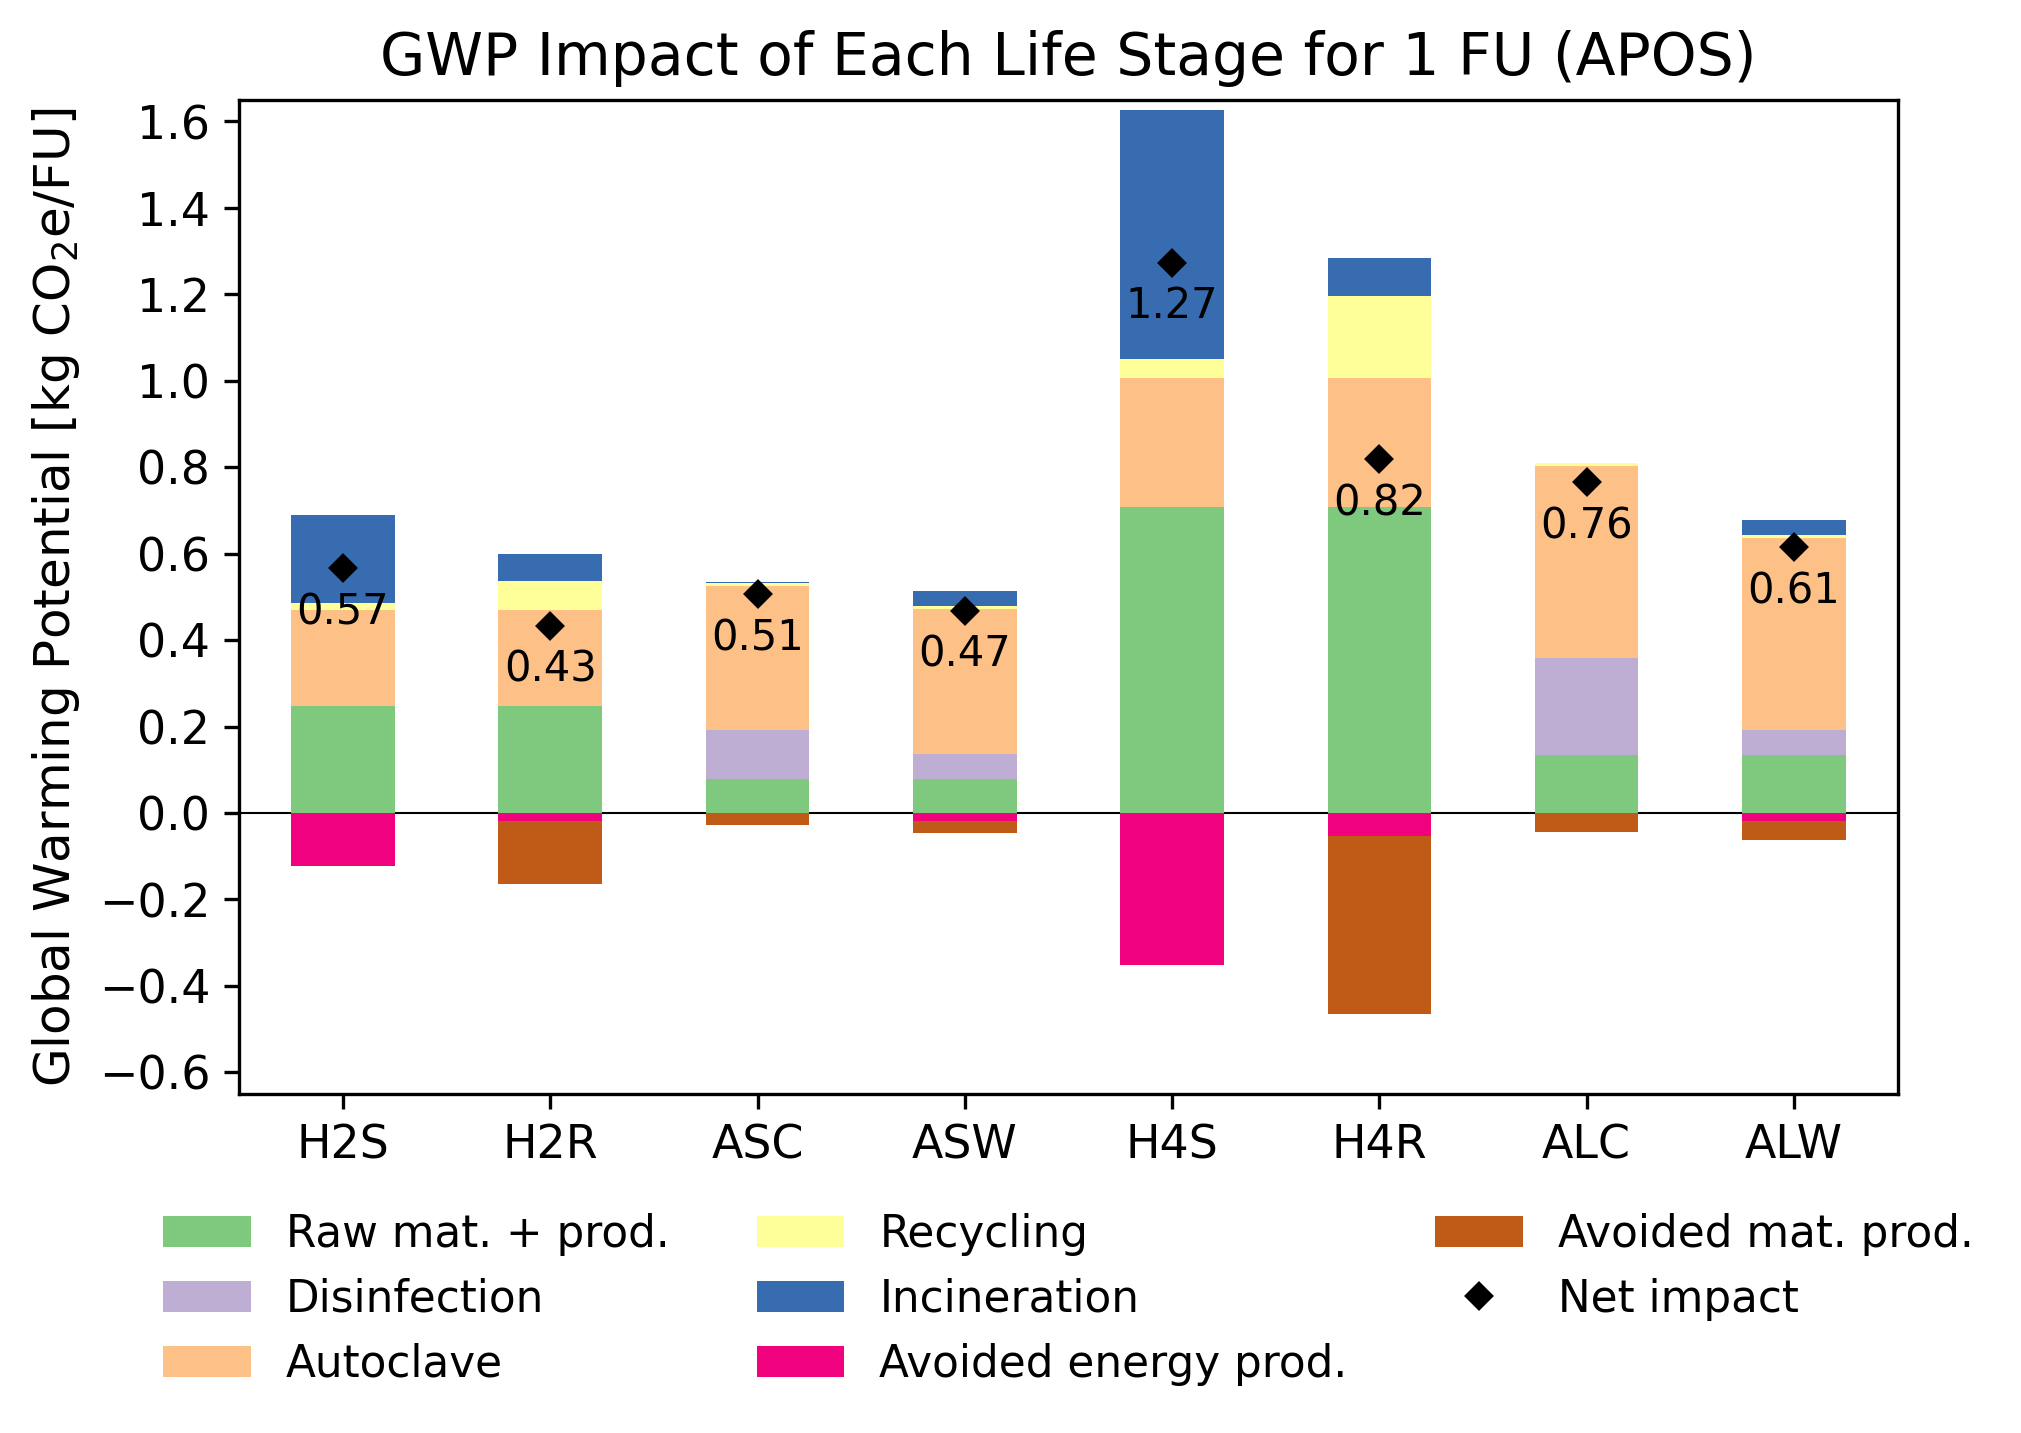 GWP Impact of Each Life Stage for 1 FU (APOS)
Global Warming Potential [kg CO₂e/FU]
1.6
1.4
1.2
1.0
0.8
0.6
0.4
0.2
0.0
−0.2
−0.4
−0.6
0.57
0.43
0.51
0.47
1.27
0.82
0.76
0.61
H2S
H2R
ASC
ASW
H4S
H4R
ALC
ALW
Raw mat. + prod.
Disinfection
Autoclave
Recycling
Incineration
Avoided energy prod.
Avoided mat. prod.
Net impact